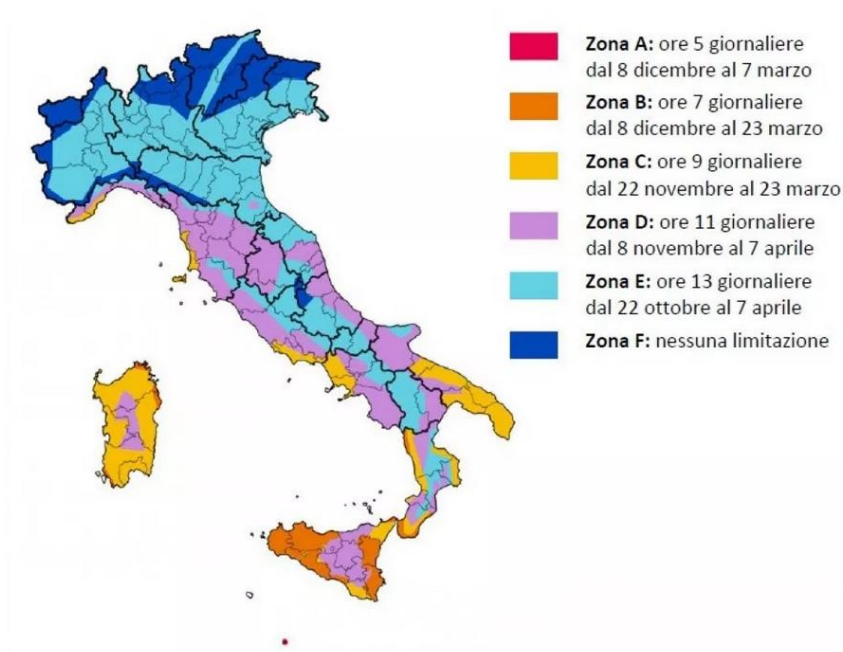 Zona A: ore 5 giornaliere
dal 8 dicembre al 7 marzo
Zona B: ore 7 giornaliere
dal 8 dicembre al 23 marzo
Zona C: ore 9 giornaliere
dal 22 novembre al 23 marzo
Zona D: ore 11 giornaliere
dal 8 novembre al 7 aprile
Zona E: ore 13 giornaliere
dal 22 ottobre al 7 aprile
Zona F: nessuna limitazione